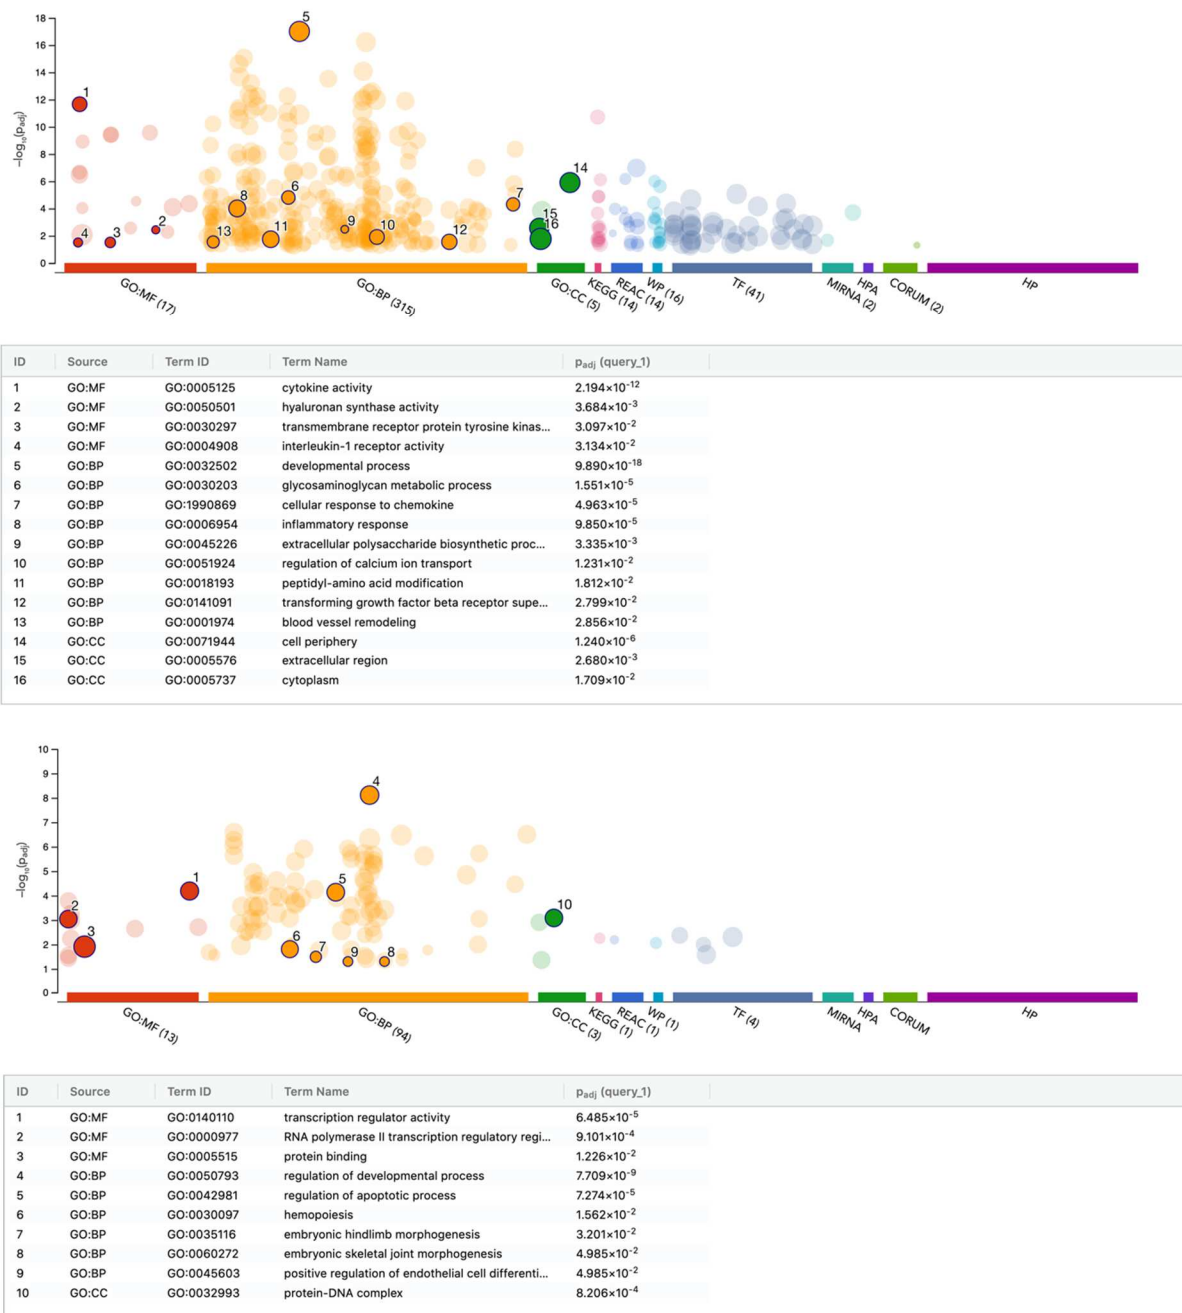 18
16
14
12
10
8
6
4
2
0
-log10(padj)
1
2
3
4
5
6
7
8
9
10
11
12
13
14
15
16
GO:MF (17)
GO:BP (315)
GO:CC (5)
KEGG (14)
REAC (14)
WP (16)
TF (41)
MIRNA (2)
HPA
CORUM (2)
HP
ID Source Term ID Term Name padj (query_1)
1 GO:MF GO:0005125 cytokine activity 2.194×10-12
2 GO:MF GO:0050501 hyaluronan synthase activity 3.684×10-3
3 GO:MF GO:0030297 transmembrane receptor protein tyrosine kinas... 3.097×10-2
4 GO:MF GO:0004908 interleukin-1 receptor activity 3.134×10-2
5 GO:BP GO:0032502 developmental process 9.890×10-18
6 GO:BP GO:0030203 glycosaminoglycan metabolic process 1.551×10-5
7 GO:BP GO:1990869 cellular response to chemokine 4.963×10-5
8 GO:BP GO:0006954 inflammatory response 9.850×10-5
9 GO:BP GO:0045226 extracellular polysaccharide biosynthetic proc... 3.335×10-3
10 GO:BP GO:0051924 regulation of calcium ion transport 1.231×10-2
11 GO:BP GO:0018193 peptidyl-amino acid modification 1.812×10-2
12 GO:BP GO:0141091 transforming growth factor beta receptor supe... 2.799×10-2
13 GO:BP GO:0001974 blood vessel remodeling 2.856×10-2
14 GO:CC GO:0071944 cell periphery 1.240×10-6
15 GO:CC GO:0005576 extracellular region 2.680×10-3
16 GO:CC GO:0005737 cytoplasm 1.709×10-2
10
9
8
7
6
5
4
3
2
1
0
-log10(padj)
1
2
3
4
5
6
7
8
9
10
GO:MF (13)
GO:BP (94)
GO:CC (3)
KEGG (1)
REAC (1)
WP (1)
TF (4)
MIRNA
HPA
CORUM
HP
ID Source Term ID Term Name padj (query_1)
1 GO:MF GO:0140110 transcription regulator activity 6.485×10-5
2 GO:MF GO:0000977 RNA polymerase II transcription regulatory regi... 9.101×10-4
3 GO:MF GO:0005515 protein binding 1.226×10-2
4 GO:BP GO:0050793 regulation of developmental process 7.709×10-9
5 GO:BP GO:0042981 regulation of apoptotic process 7.274×10-5
6 GO:BP GO:0030097 hemopoiesis 1.562×10-2
7 GO:BP GO:0035116 embryonic hindlimb morphogenesis 3.201×10-2
8 GO:BP GO:0060272 embryonic skeletal joint morphogenesis 4.985×10-2
9 GO:BP GO:0045603 positive regulation of endothelial cell differenti... 4.985×10-2
10 GO:CC GO:0032993 protein-DNA complex 8.206×10-4